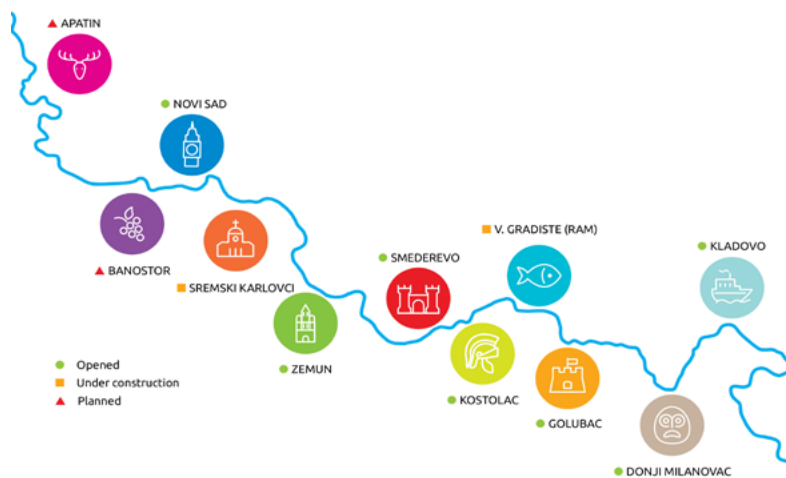 APATIN
NOVI SAD
V. GRADISTE (RAM)
KLADOVO
SMEDEREVO
BANOSTOR
SREMSKI KARLOVCI
ZEMUN
Opened
Under construction
Planned
KOSTOLAC
GOLUBAC
DONJI MILANOVAC